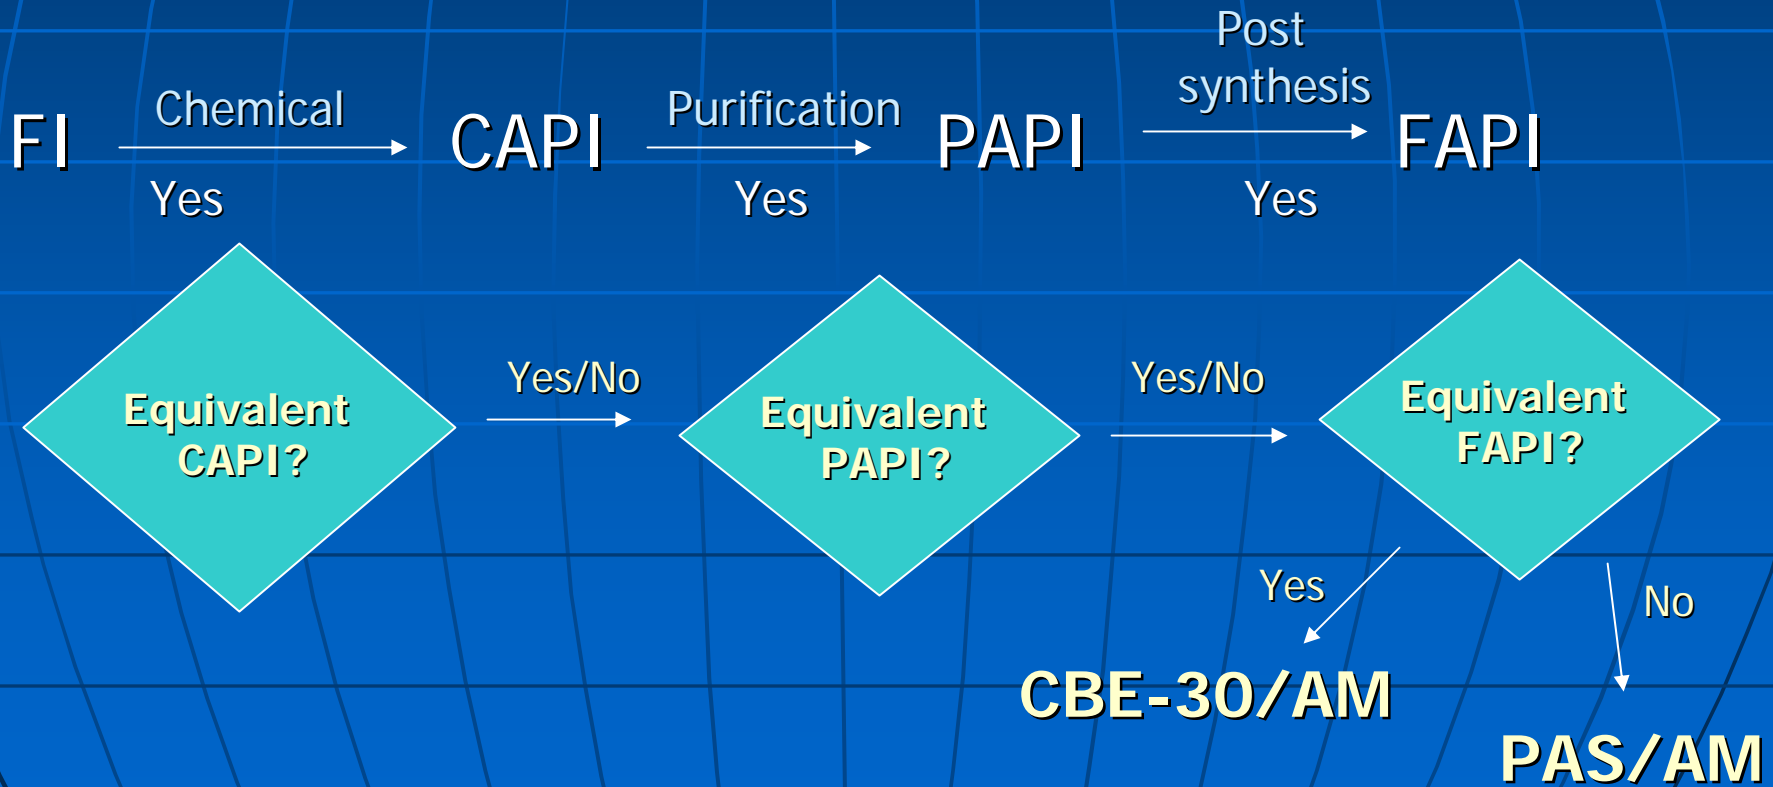 Post
synthesis
Chemical
Purification
FI
CAPI
PAPI
FAPI
Yes
Yes
Yes
Yes/No
Yes/No
Equivalent
CAPI?
Equivalent
PAPI?
Equivalent
FAPI?
Yes
No
CBE-30/AM
PAS/AM